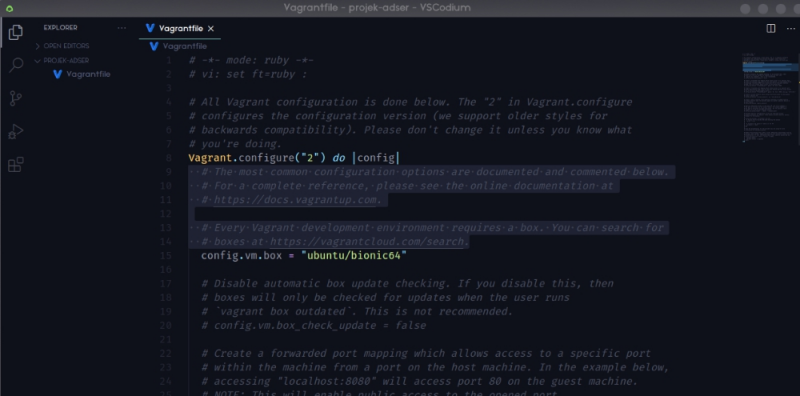 Vagrantfile - projek-adser - VSCodium
EXPLORER
...
OPEN EDITORS
PROJEK-ADSER
Vagrantfile
Vagrantfile
Vagrantfile
1 # -*- mode: ruby -*-
2 # vi: set ft=ruby :
3
4 # All Vagrant configuration is done below. The "2" in Vagrant.configure
5 # configures the configuration version (we support older styles for
6 # backwards compatibility). Please don't change it unless you know what
7 # you're doing.
8 Vagrant.configure("2") do |config|
9 # The most common configuration options are documented and commented below.
10 # For a complete reference, please see the online documentation at
11 # https://docs.vagrantup.com.
12
13 # Every Vagrant development environment requires a box. You can search for
14 # boxes at https://vagrantcloud.com/search.
15 config.vm.box = "ubuntu/bionic64"
16
17 # Disable automatic box update checking. If you disable this, then
18 # boxes will only be checked for updates when the user runs
19 # `vagrant box outdated`. This is not recommended.
20 # config.vm.box_check_update = false
21
22 # Create a forwarded port mapping which allows access to a specific port
23 # within the machine from a port on the host machine. In the example below,
24 # accessing "localhost:8080" will access port 80 on the guest machine.
25 # NOTE: This will enable public access to the opened port